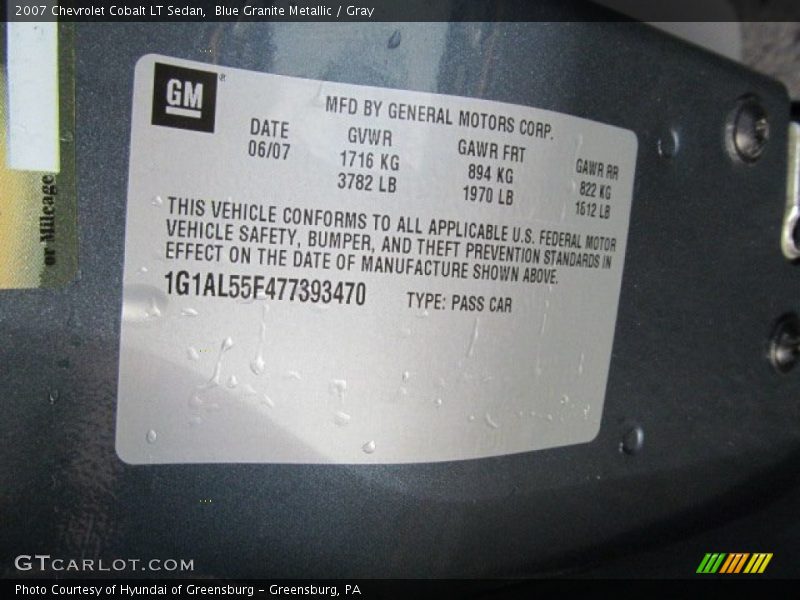 2007 Chevrolet Cobalt LT Sedan, Blue Granite Metallic / Gray
or Mileage
GM
MFD BY GENERAL MOTORS CORP.
DATE GVWR GAWR FRT GAWR RR
06/07 1716 KG 894 KG 822 KG
3782 LB 1970 LB 1812 LB
THIS VEHICLE CONFORMS TO ALL APPLICABLE U.S. FEDERAL MOTOR
VEHICLE SAFETY, BUMPER, AND THEFT PREVENTION STANDARDS IN
EFFECT ON THE DATE OF MANUFACTURE SHOWN ABOVE.
1G1AL55F477393470 TYPE: PASS CAR
GTCARLOT.COM
Photo Courtesy of Hyundai of Greensburg - Greensburg, PA